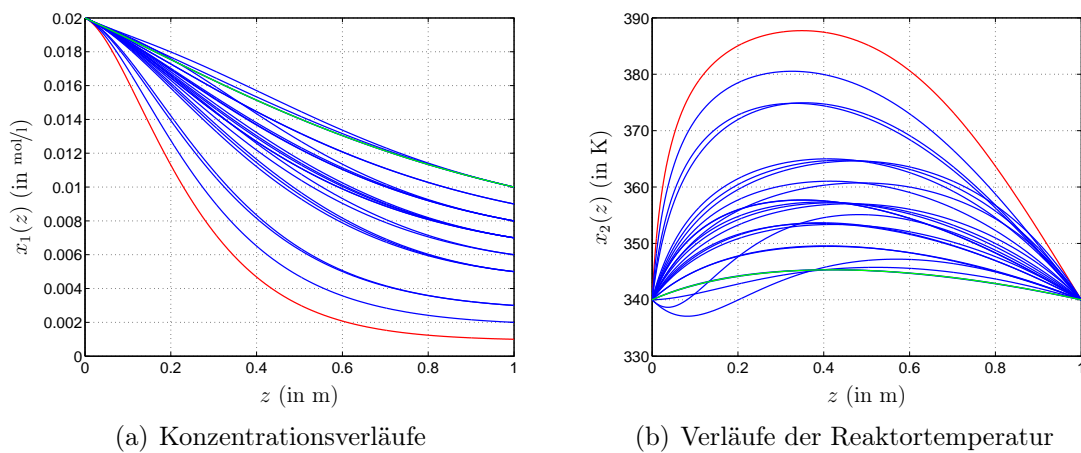 0.02
0.018
0.016
0.014
0.012
0.01
0.008
0.006
0.004
0.002
0
0 0.2 0.4 0.6 0.8 1
x₁(z) (in mol/l)
z (in m)
(a) Konzentrationsverläufe
390
380
370
360
350
340
330
0 0.2 0.4 0.6 0.8 1
x₂(z) (in K)
z (in m)
(b) Verläufe der Reaktortemperatur